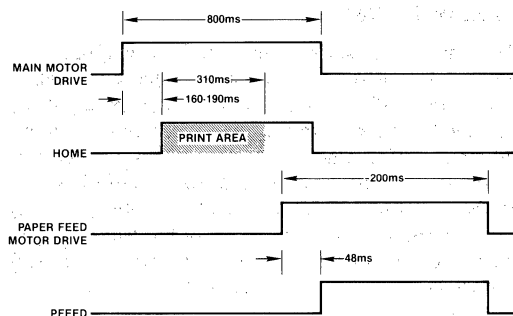 800ms
MAIN MOTOR
DRIVE
310ms
160-190ms
PRINT AREA
HOME
200ms
PAPER FEED
MOTOR DRIVE
48ms
PFEED